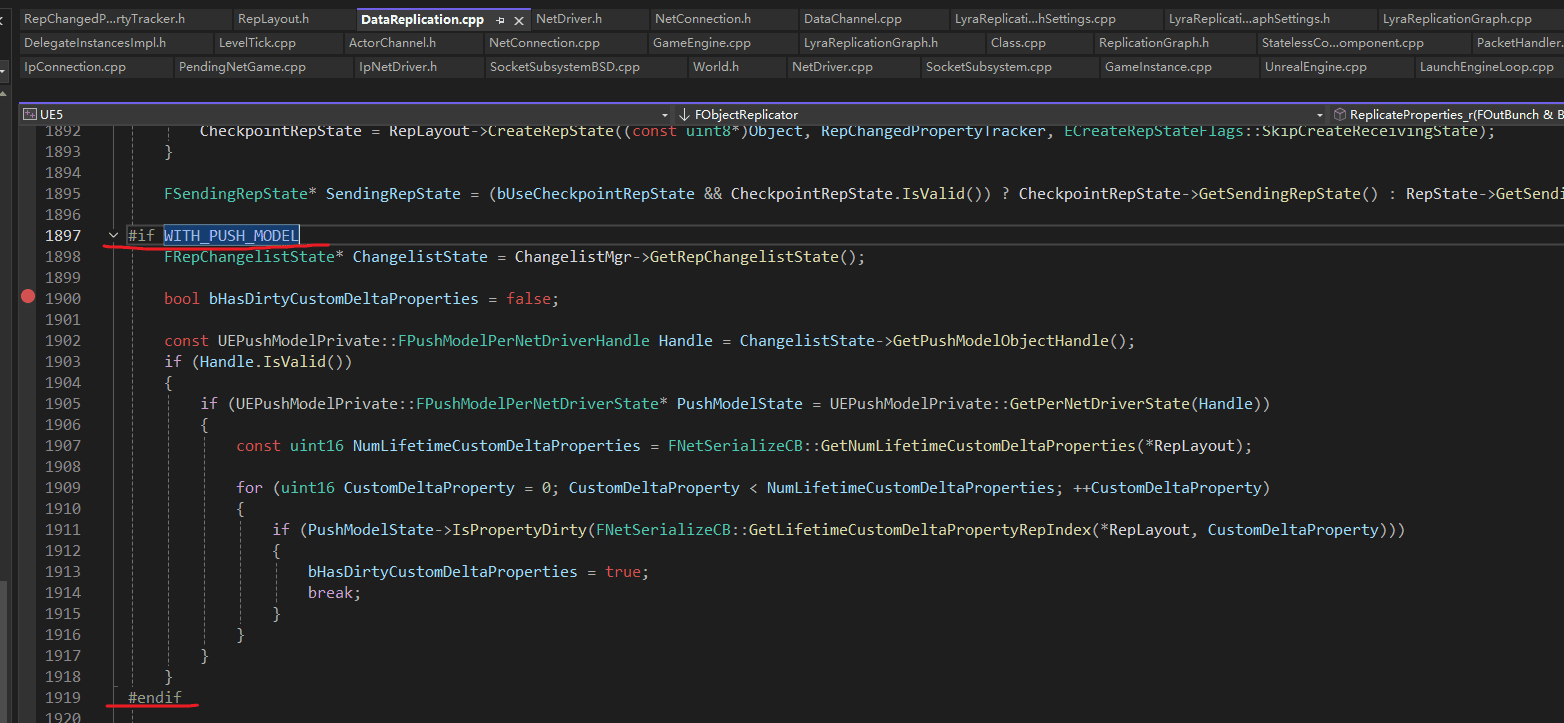 RepChangedP...rtyTracker.h RepLayout.h DataReplication.cpp NetDriver.h NetConnection.h DataChannel.cpp LyraReplicati...hSettings.cpp LyraReplicati...aphSettings.h LyraReplicationGraph.cpp
DelegateInstancesImpl.h LevelTick.cpp ActorChannel.h NetConnection.cpp GameEngine.cpp LyraReplicationGraph.h Class.cpp ReplicationGraph.h StatelessCo...omponent.cpp PacketHandler.
IpConnection.cpp PendingNetGame.cpp IpNetDriver.h SocketSubsystemBSD.cpp World.h NetDriver.cpp SocketSubsystem.cpp GameInstance.cpp UnrealEngine.cpp LaunchEngineLoop.cpp
UE5 FObjectReplicator ReplicateProperties_r(FOutBunch & B
1892 CheckpointRepState = RepLayout->CreateRepState((const uint8*)Object, RepChangedPropertyTracker, ECreateRepStateFlags::SkipCreateReceivingState);
1893 }
1894
1895 FSendingRepState* SendingRepState = (bUseCheckpointRepState && CheckpointRepState.IsValid()) ? CheckpointRepState->GetSendingRepState() : RepState->GetSendi
1896
1897 #if WITH_PUSH_MODEL
1898 FRepChangelistState* ChangelistState = ChangelistMgr->GetRepChangelistState();
1899
1900 bool bHasDirtyCustomDeltaProperties = false;
1901
1902 const UEPushModelPrivate::FPushModelPerNetDriverHandle Handle = ChangelistState->GetPushModelObjectHandle();
1903 if (Handle.IsValid())
1904 {
1905 if (UEPushModelPrivate::FPushModelPerNetDriverState* PushModelState = UEPushModelPrivate::GetPerNetDriverState(Handle))
1906 {
1907 const uint16 NumLifetimeCustomDeltaProperties = FNetSerializeCB::GetNumLifetimeCustomDeltaProperties(*RepLayout);
1908
1909 for (uint16 CustomDeltaProperty = 0; CustomDeltaProperty < NumLifetimeCustomDeltaProperties; ++CustomDeltaProperty)
1910 {
1911 if (PushModelState->IsPropertyDirty(FNetSerializeCB::GetLifetimeCustomDeltaPropertyRepIndex(*RepLayout, CustomDeltaProperty)))
1912 {
1913 bHasDirtyCustomDeltaProperties = true;
1914 break;
1915 }
1916 }
1917 }
1918 }
1919 #endif
1920